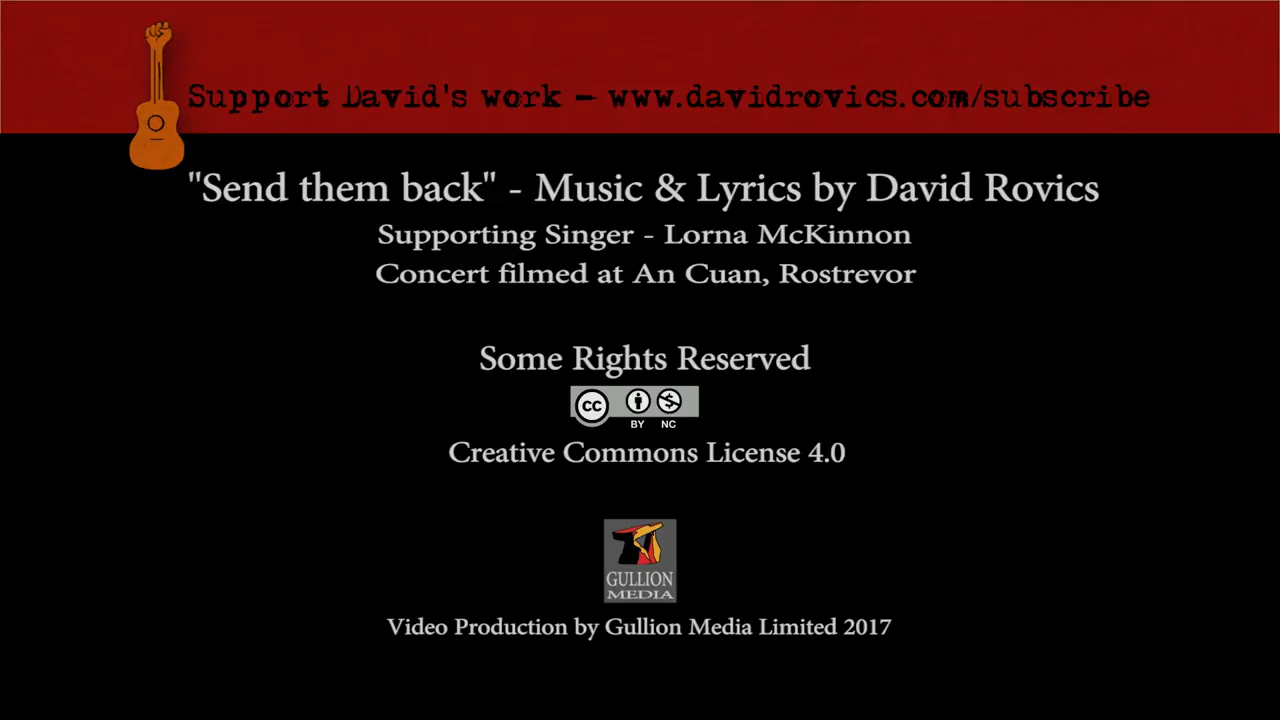 Support David's work – www.davidrovics.com/subscribe
"Send them back" - Music & Lyrics by David Rovics
Supporting Singer - Lorna McKinnon
Concert filmed at An Cuan, Rostrevor
Some Rights Reserved
cc
BY NC
Creative Commons License 4.0
GULLION
MEDIA
Video Production by Gullion Media Limited 2017